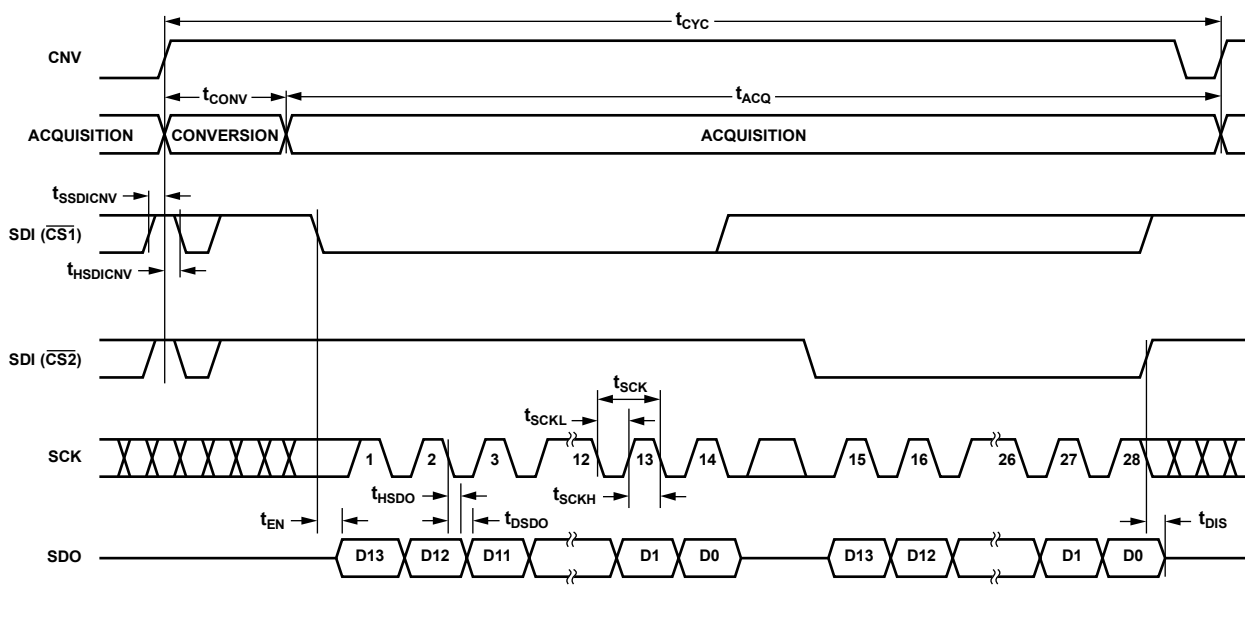 tCYC
CNV
tCONV
tACQ
ACQUISITION
CONVERSION
ACQUISITION
tSSDICNV
SDI (C̅S̅1̅)
tHSDICNV
SDI (C̅S̅2̅)
tSCK
tSCKL
SCK
1 2 3 12 13 14 15 16 26 27 28
tHSDO
tSCKH
tEN
tDSDO
tDIS
SDO
D13 D12 D11 D1 D0 D13 D12 D1 D0